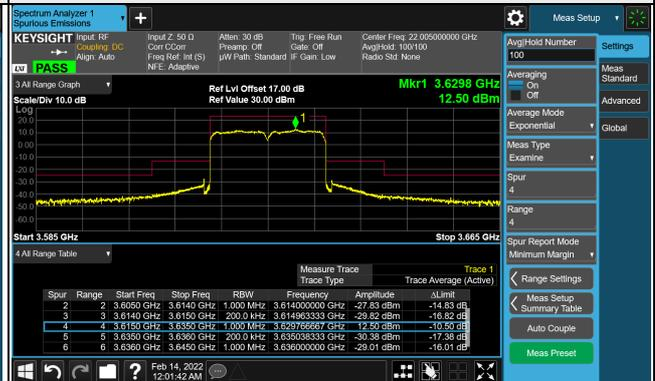 Spectrum Analyzer 1
Spurious Emissions
Meas Setup
KEYSIGHT
Input: RF
Coupling: DC
Align: Auto
Input Z: 50 Ω
Corr CCorr
Freq Ref: Int (S)
NFE: Adaptive
Atten: 30 dB
Preamp: Off
µW Path: Standard
Trig: Free Run
Gate: Off
IF Gain: Low
Center Freq: 22.005000000 GHz
Avg|Hold: 100/100
Radio Std: None
LXI
PASS
3 All Range Graph
Ref Lvl Offset 17.00 dB
Mkr1 3.6298 GHz
Scale/Div 10.0 dB
Ref Value 30.00 dBm
12.50 dBm
Log
20.0
10.0
0.00
-10.0
-20.0
-30.0
-40.0
-50.0
-60.0
1
Start 3.585 GHz
Stop 3.665 GHz
4 All Range Table
Measure Trace Trace 1
Trace Type Trace Average (Active)
Spur Range Start Freq Stop Freq RBW Frequency Amplitude ΔLimit
2 2 3.6050 GHz 3.6140 GHz 1.000 MHz 3.614000000 GHz -27.83 dBm -14.83 dB
3 3 3.6140 GHz 3.6150 GHz 200.0 kHz 3.614963333 GHz -29.82 dBm -16.82 dB
4 4 3.6150 GHz 3.6350 GHz 1.000 MHz 3.629766667 GHz 12.50 dBm -10.50 dB
5 5 3.6350 GHz 3.6360 GHz 200.0 kHz 3.635038333 GHz -30.38 dBm -17.38 dB
6 6 3.6360 GHz 3.6450 GHz 1.000 MHz 3.636000000 GHz -29.01 dBm -16.01 dB
Feb 14, 2022
12:01:42 AM
Avg|Hold Number
100
Averaging
On
Off
Average Mode
Exponential
Meas Type
Examine
Spur
4
Range
4
Spur Report Mode
Minimum Margin
Range Settings
Meas Setup
Summary Table
Auto Couple
Meas Preset
Settings
Meas
Standard
Advanced
Global